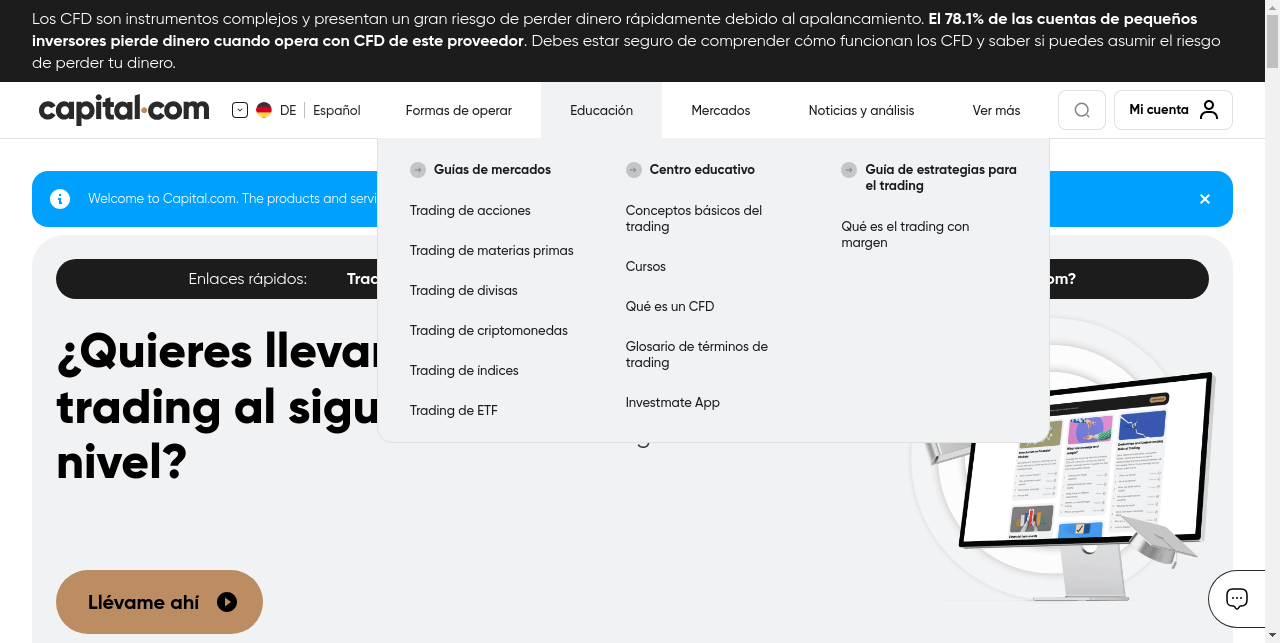 Los CFD son instrumentos complejos y presentan un gran riesgo de perder dinero rápidamente debido al apalancamiento. El 78.1% de las cuentas de pequeños
inversores pierde dinero cuando opera con CFD de este proveedor. Debes estar seguro de comprender cómo funcionan los CFD y saber si puedes asumir el riesgo
de perder tu dinero.
capital.com
DE
Español
Formas de operar
Educación
Mercados
Noticias y análisis
Ver más
Mi cuenta
Guías de mercados
Trading de acciones
Trading de materias primas
Trading de divisas
Trading de criptomonedas
Trading de índices
Trading de ETF
Centro educativo
Conceptos básicos del
trading
Cursos
Qué es un CFD
Glosario de términos de
trading
Investmate App
Guía de estrategias para
el trading
Qué es el trading con
margen
Welcome to Capital.com. The products and servi
Enlaces rápidos:
Trad
om?
¿Quieres llevar
trading al sigu
nivel?
Llévame ahí